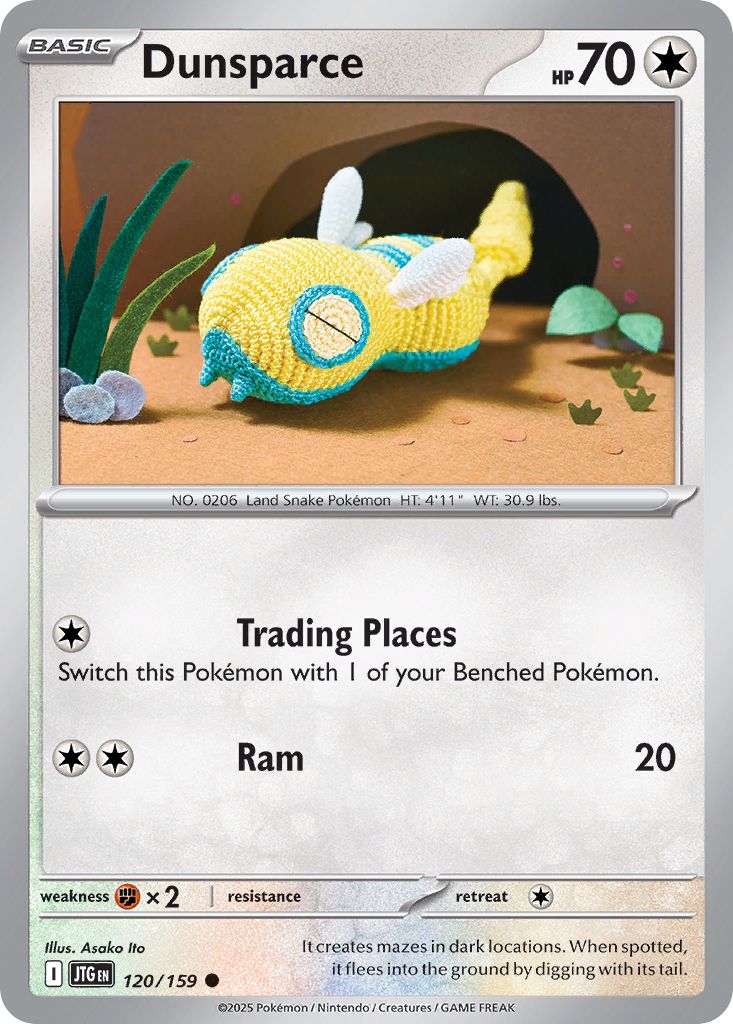 BASIC
Dunsparce
HP 70
NO. 0206 Land Snake Pokémon HT: 4'11" WT: 30.9 lbs.
Trading Places
Switch this Pokémon with 1 of your Benched Pokémon.
Ram 20
weakness ×2 resistance retreat
Illus. Asako Ito
It creates mazes in dark locations. When spotted,
it flees into the ground by digging with its tail.
I JTG EN 120/159
©2025 Pokémon / Nintendo / Creatures / GAME FREAK